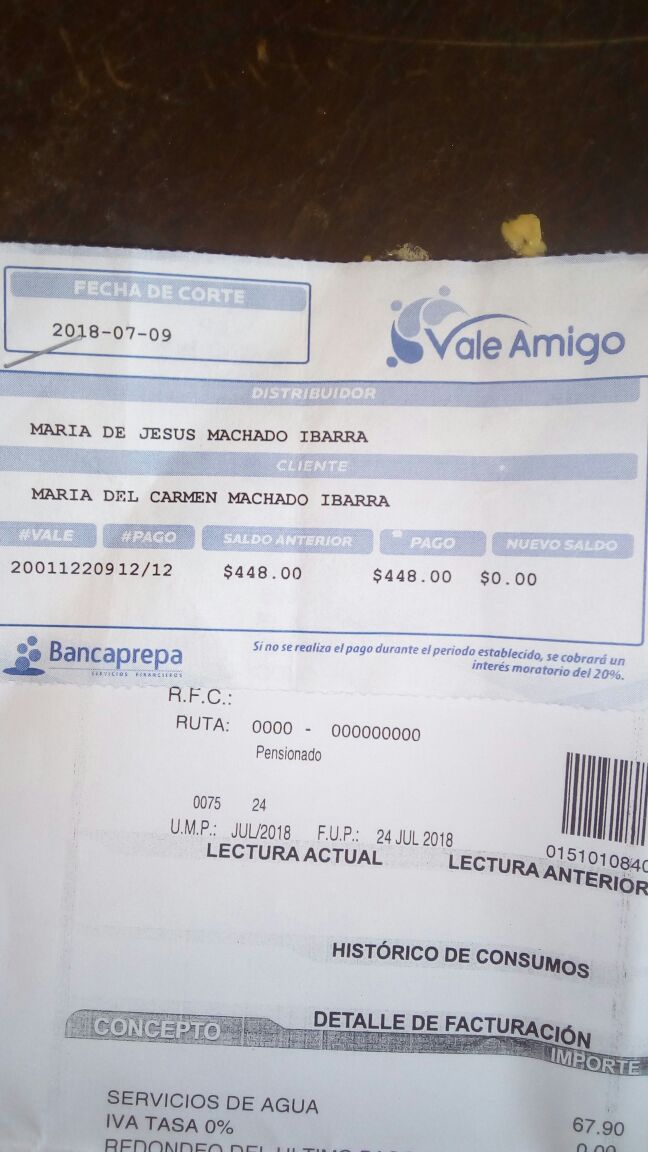 FECHA DE CORTE
2018-07-09
Vale Amigo
DISTRIBUIDOR
MARIA DE JESUS MACHADO IBARRA
CLIENTE
MARIA DEL CARMEN MACHADO IBARRA
#VALE #PAGO SALDO ANTERIOR PAGO NUEVO SALDO
20011220912/12 $448.00 $448.00 $0.00
Bancaprepa
SERVICIOS FINANCIEROS
Si no se realiza el pago durante el periodo establecido, se cobrará un
interés moratorio del 20%.
R.F.C.:
RUTA: 0000 - 000000000
Pensionado
0075 24
U.M.P.: JUL/2018 F.U.P.: 24 JUL 2018
0151010840
LECTURA ACTUAL LECTURA ANTERIOR
HISTÓRICO DE CONSUMOS
DETALLE DE FACTURACIÓN
CONCEPTO IMPORTE
SERVICIOS DE AGUA 67.90
IVA TASA 0% 0.00
REDONDEO DEL ULTIMO